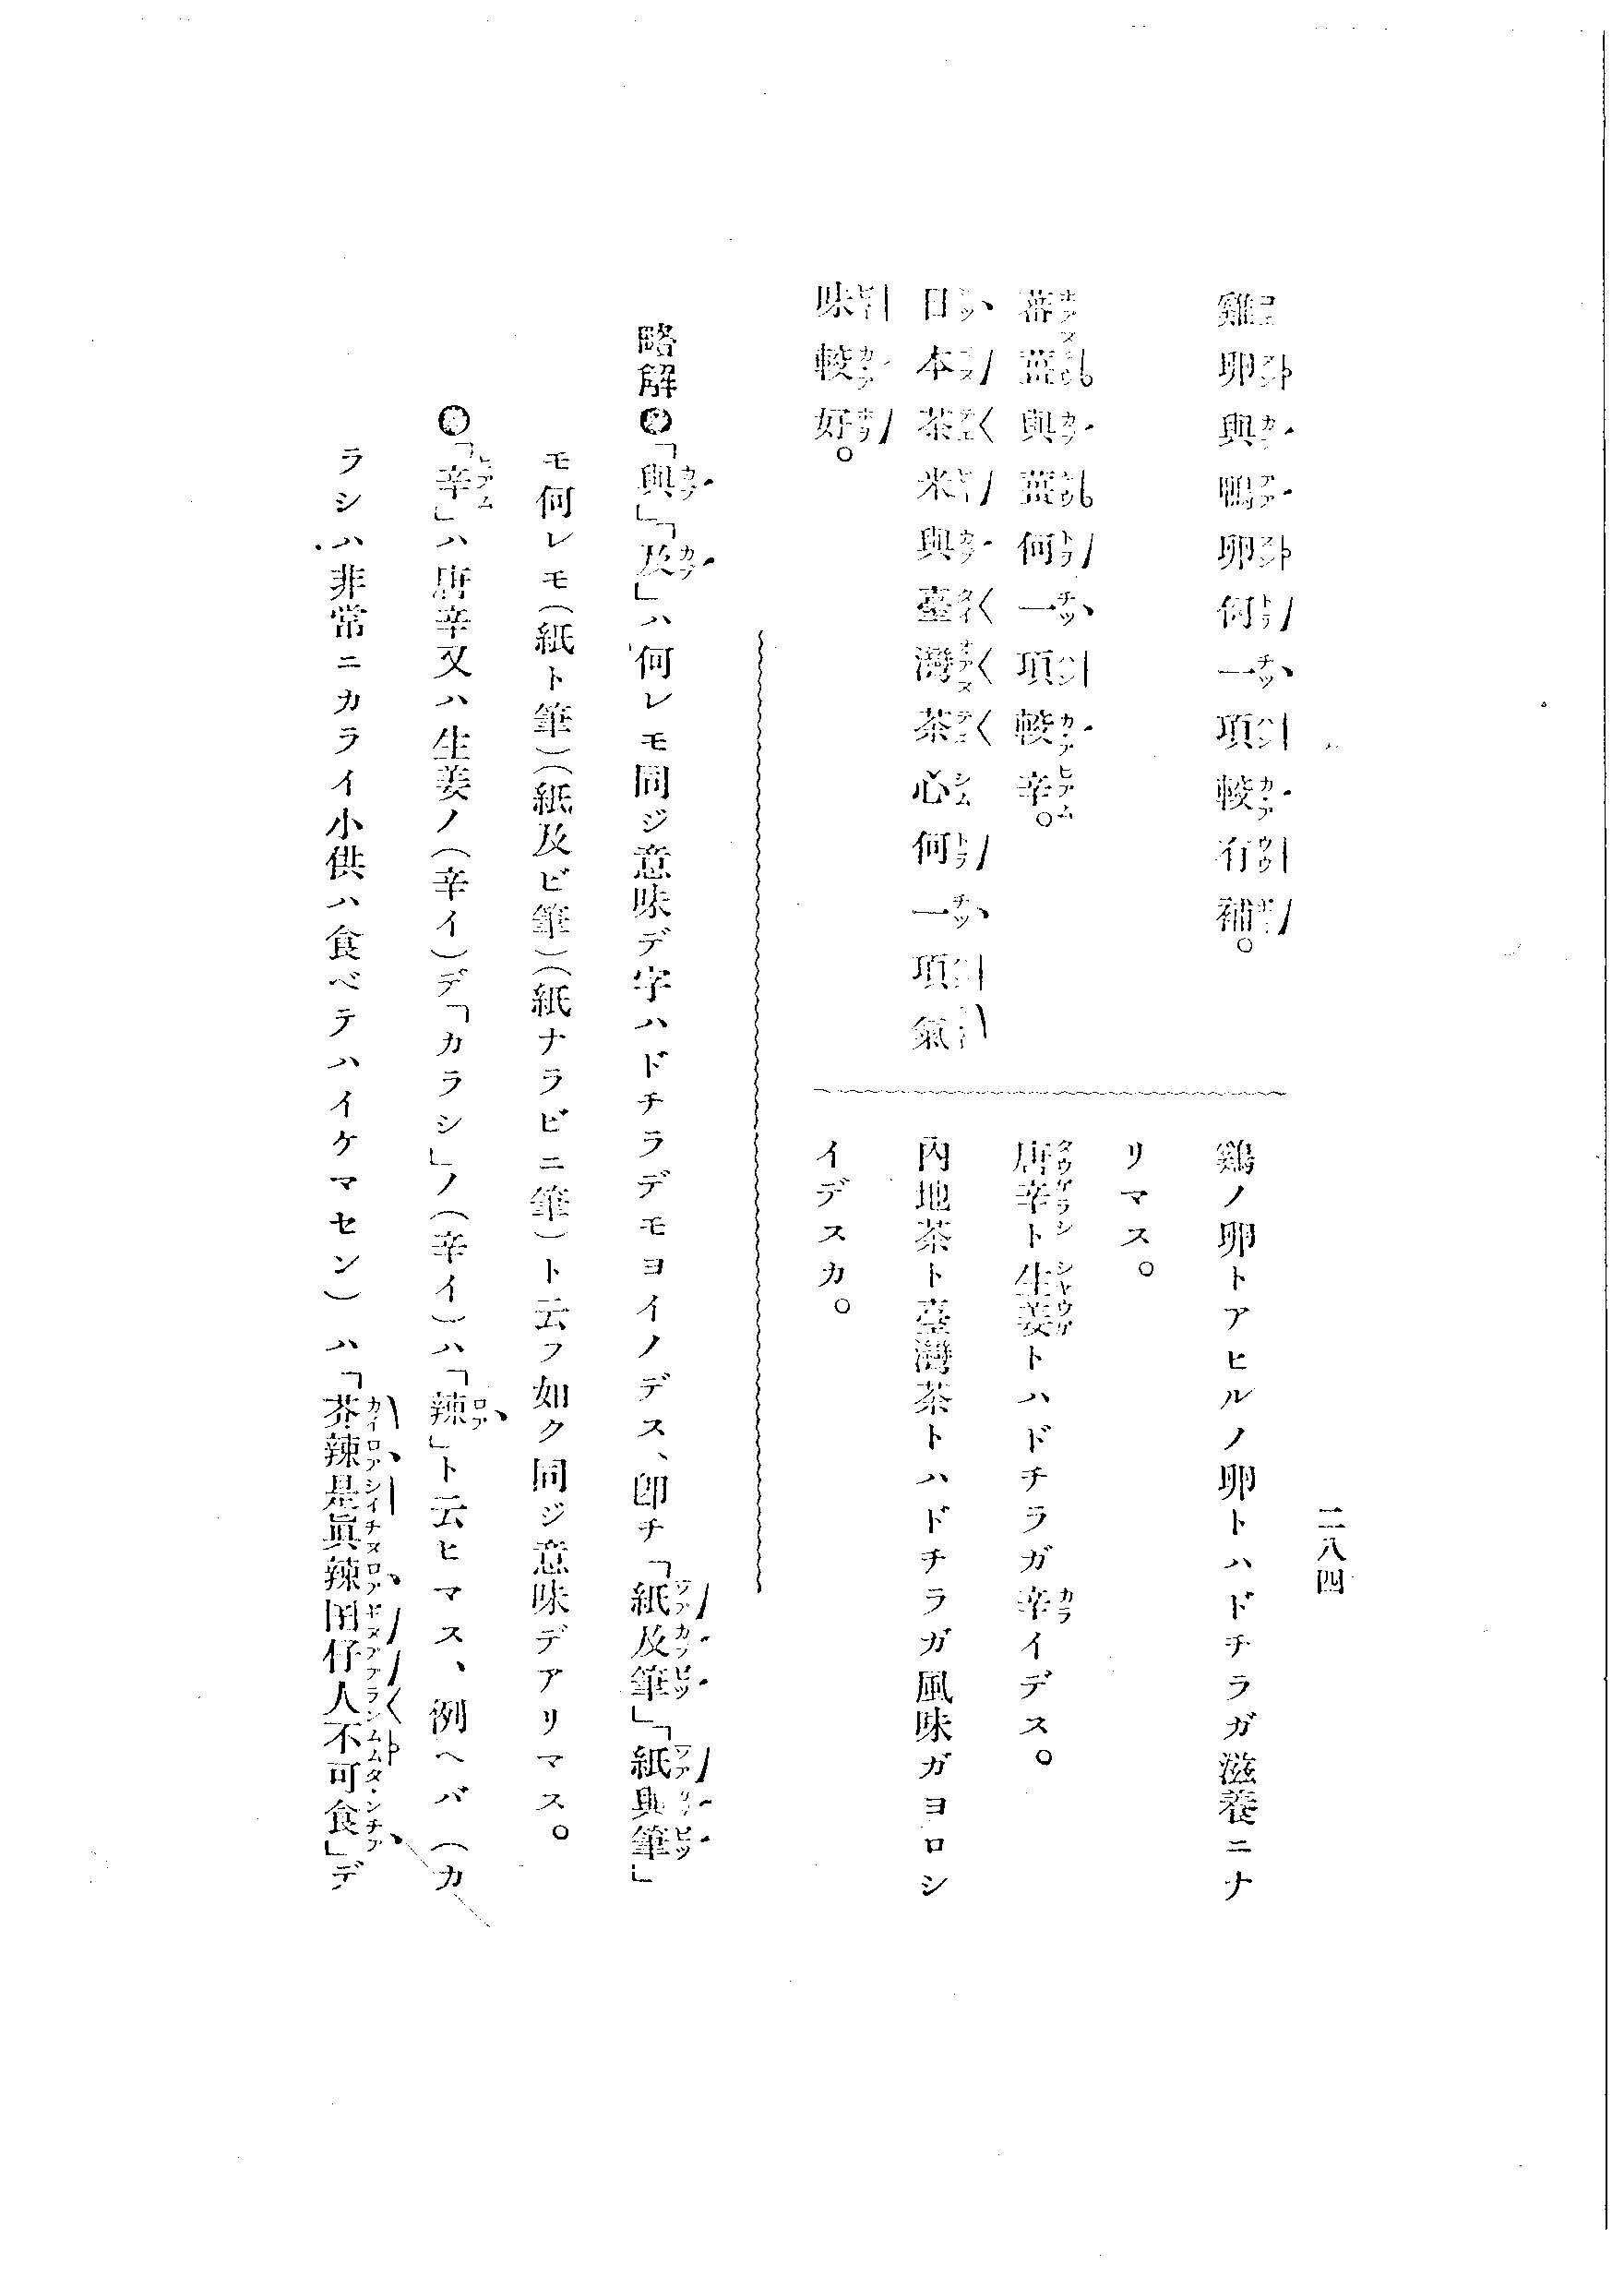 二八四
雞卵與鴨卵何一項較有補。
蕃薑與薑何一項較辛。
日本茶米與臺灣茶心何一項氣
味較好。
鷄ノ卵トアヒルノ卵トハドチラガ滋養ニナ
リマス。
唐辛ト生姜トハドチラガ辛イデス。
內地茶ト臺灣茶トハドチラガ風味ガヨロシ
イデスカ。
略解●「與」「及」ハ何レモ同ジ意味デ字ハドチラデモヨイノデス、卽チ「紙及筆」「紙與筆」
モ何レモ(紙ト筆)(紙及ビ筆)(紙ナラビニ筆)ト云フ如ク同ジ意味デアリマス。
●「辛」ハ唐辛又ハ生姜ノ(辛イ)デ「カラシ」ノ(辛イ)ハ「辣」ト云ヒマス、例ヘバ(カ
ラシハ非常ニカライ小供ハ食ベテハイケマセン)ハ「芥辣是眞辣囝仔人不可食」デ